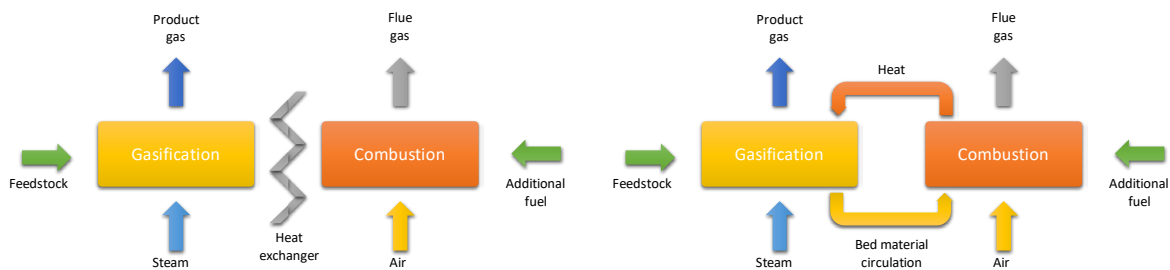 Product
gas
Flue
gas
Gasification
Combustion
Feedstock
Additional
fuel
Steam
Heat
exchanger
Air
Product
gas
Flue
gas
Heat
Gasification
Combustion
Feedstock
Additional
fuel
Steam
Bed material
circulation
Air